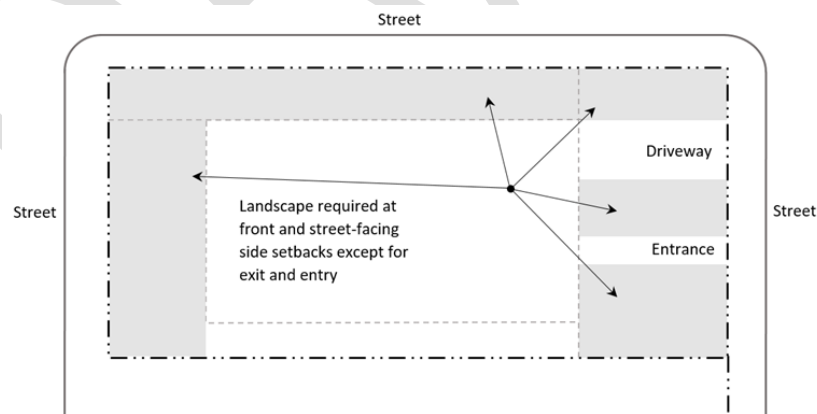 Street
Driveway
Street
Landscape required at
front and street-facing
side setbacks except for
exit and entry
Street
Entrance